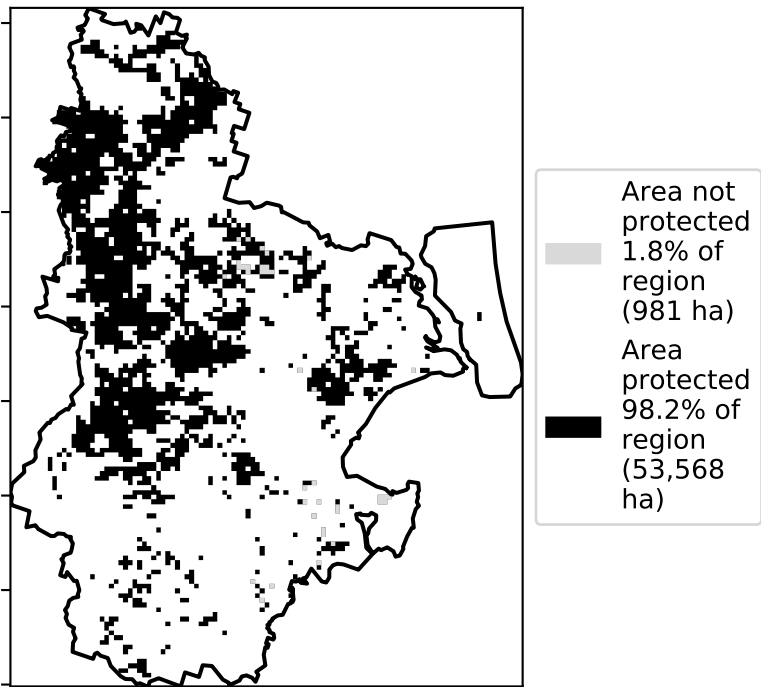 Area not
protected
1.8% of
region
(981 ha)
Area
protected
98.2% of
region
(53,568
ha)